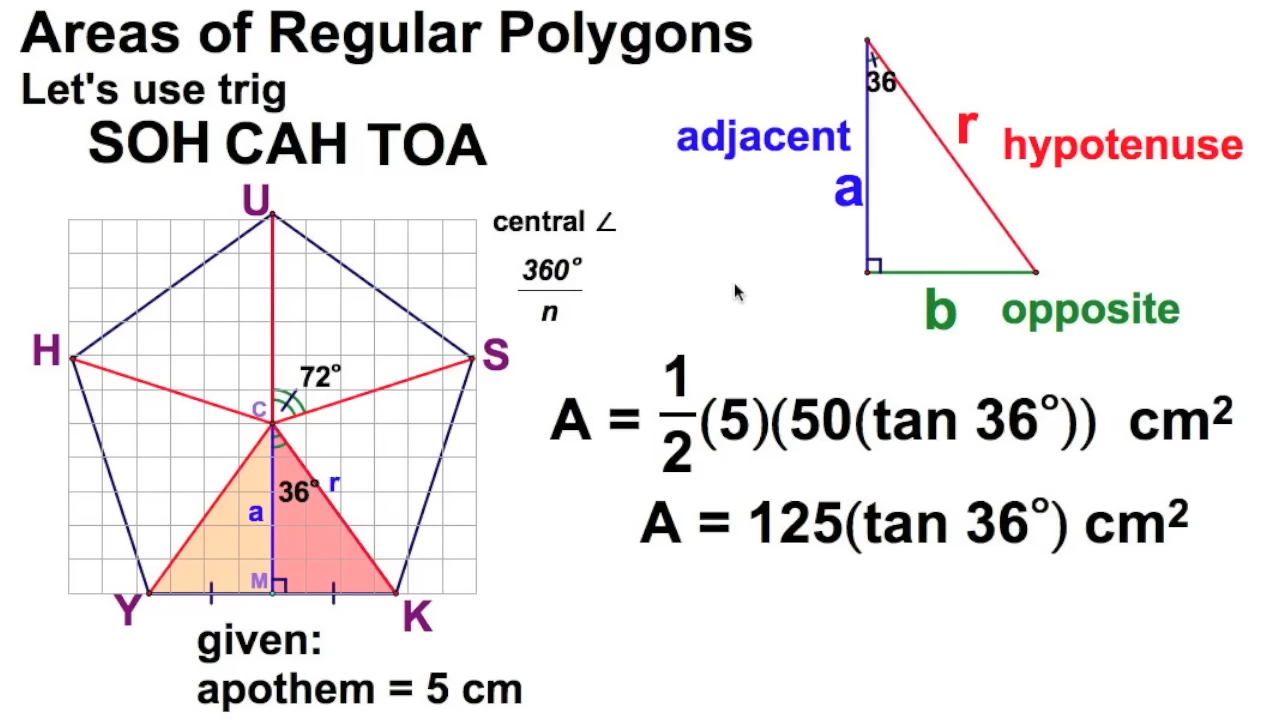 Areas of Regular Polygons
Let's use trig
SOH CAH TOA
U
H
S
72°
C
36° r
a
M
Y
K
given:
apothem = 5 cm
central ∠
360°
n
36
adjacent
r hypotenuse
a
b opposite
A = 1/2(5)(50(tan 36°)) cm²
A = 125(tan 36°) cm²